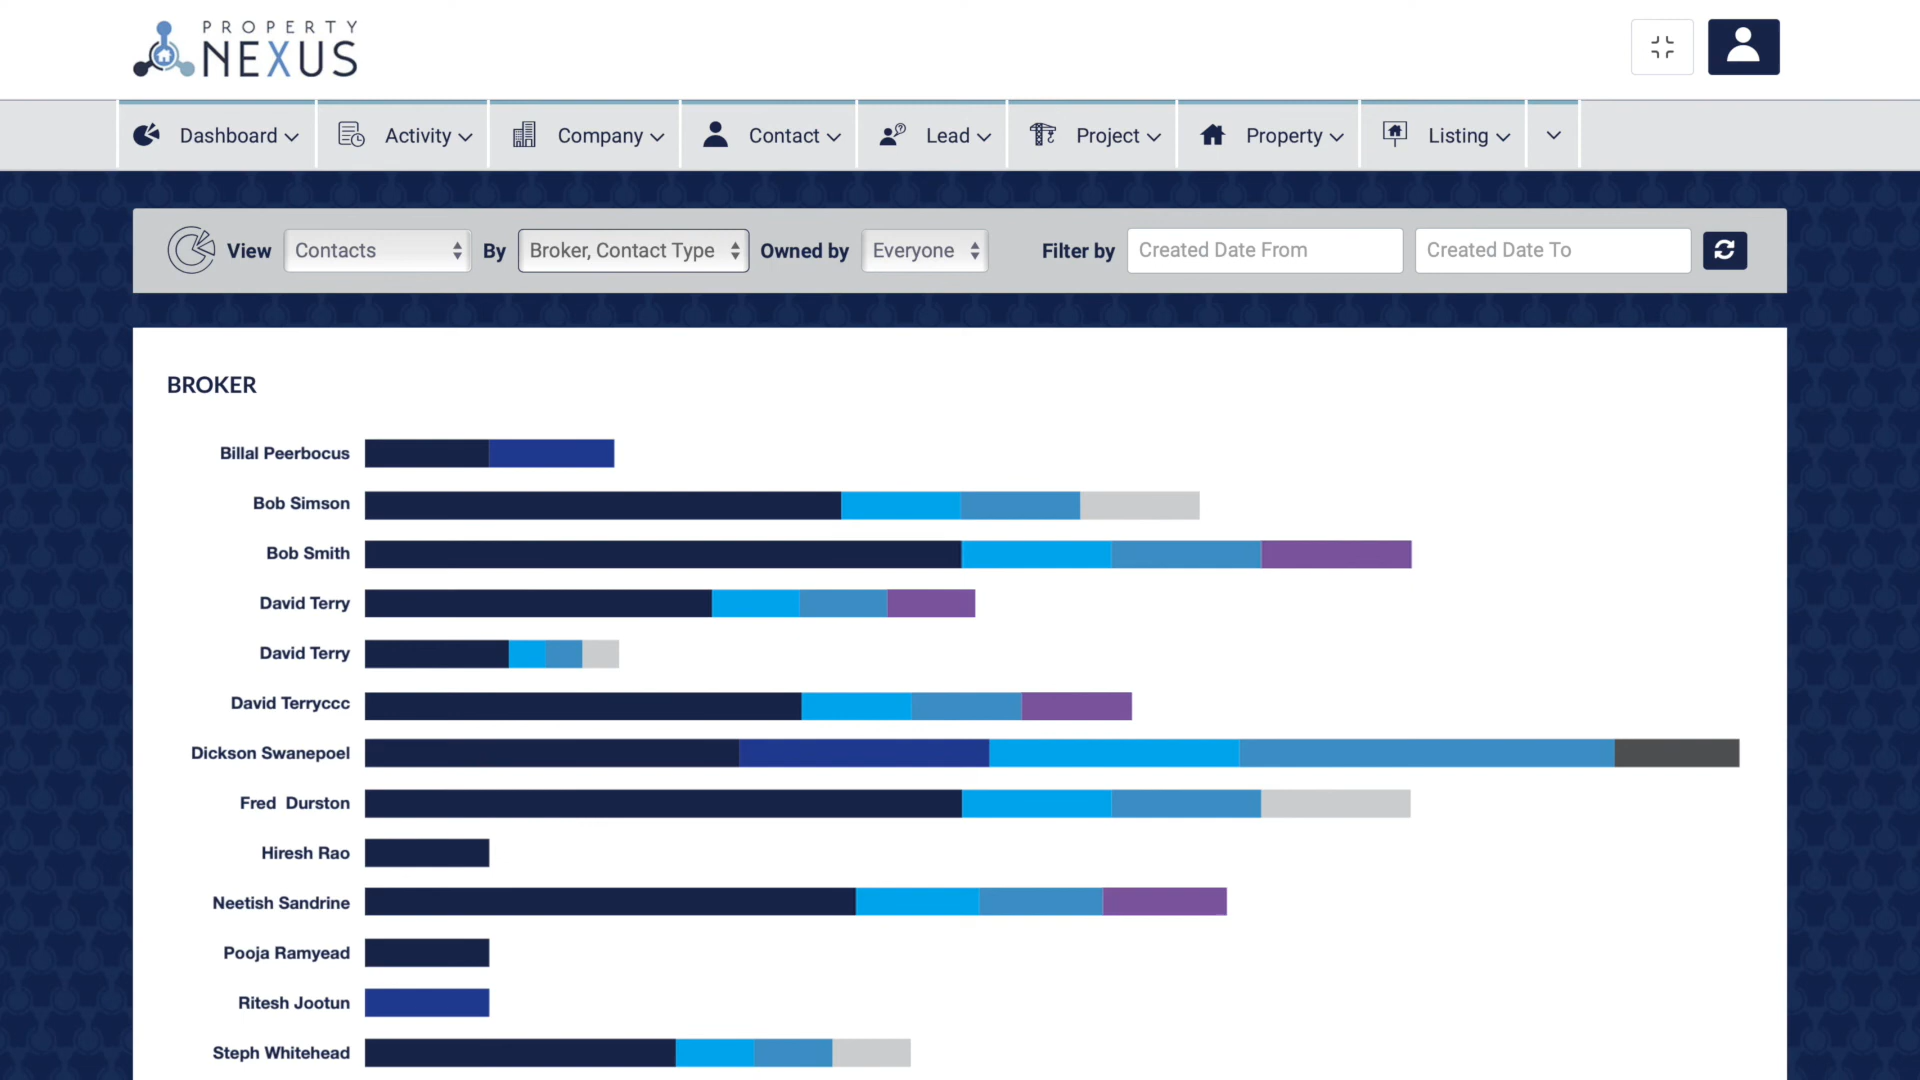 PROPERTY
NEXUS
Dashboard
Activity
Company
Contact
Lead
Project
Property
Listing
View
Contacts
By
Broker, Contact Type
Owned by
Everyone
Filter by
Created Date From
Created Date To
BROKER
Billal Peerbocus
Bob Simson
Bob Smith
David Terry
David Terry
David Terryccc
Dickson Swanepoel
Fred Durston
Hiresh Rao
Neetish Sandrine
Pooja Ramyead
Ritesh Jootun
Steph Whitehead